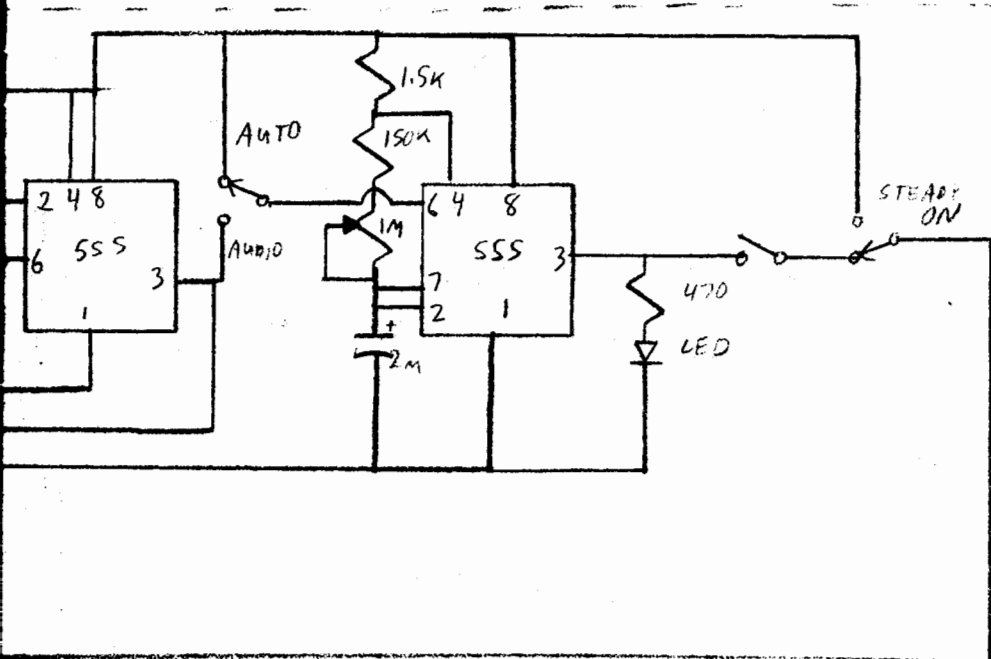 1.5K
AUTO
150K
2 4 8
6 4 8
STEADY
ON
1M
AUDIO
555
555
6
3
3
7
470
2
1
1
+
LED
2M